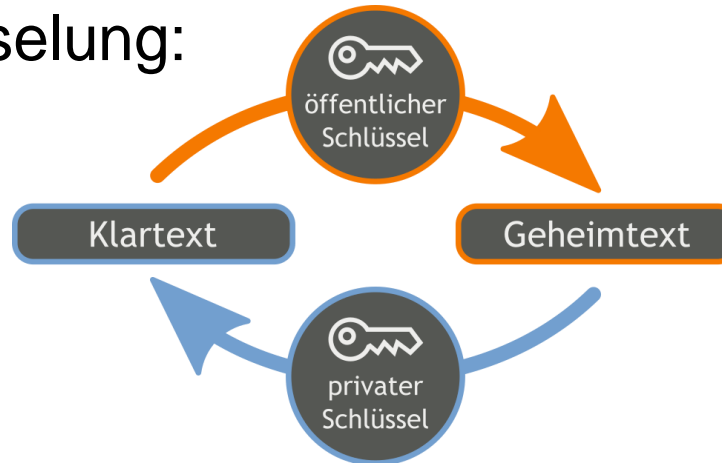 selung:
öffentlicher
Schlüssel
Klartext
Geheimtext
privater
Schlüssel